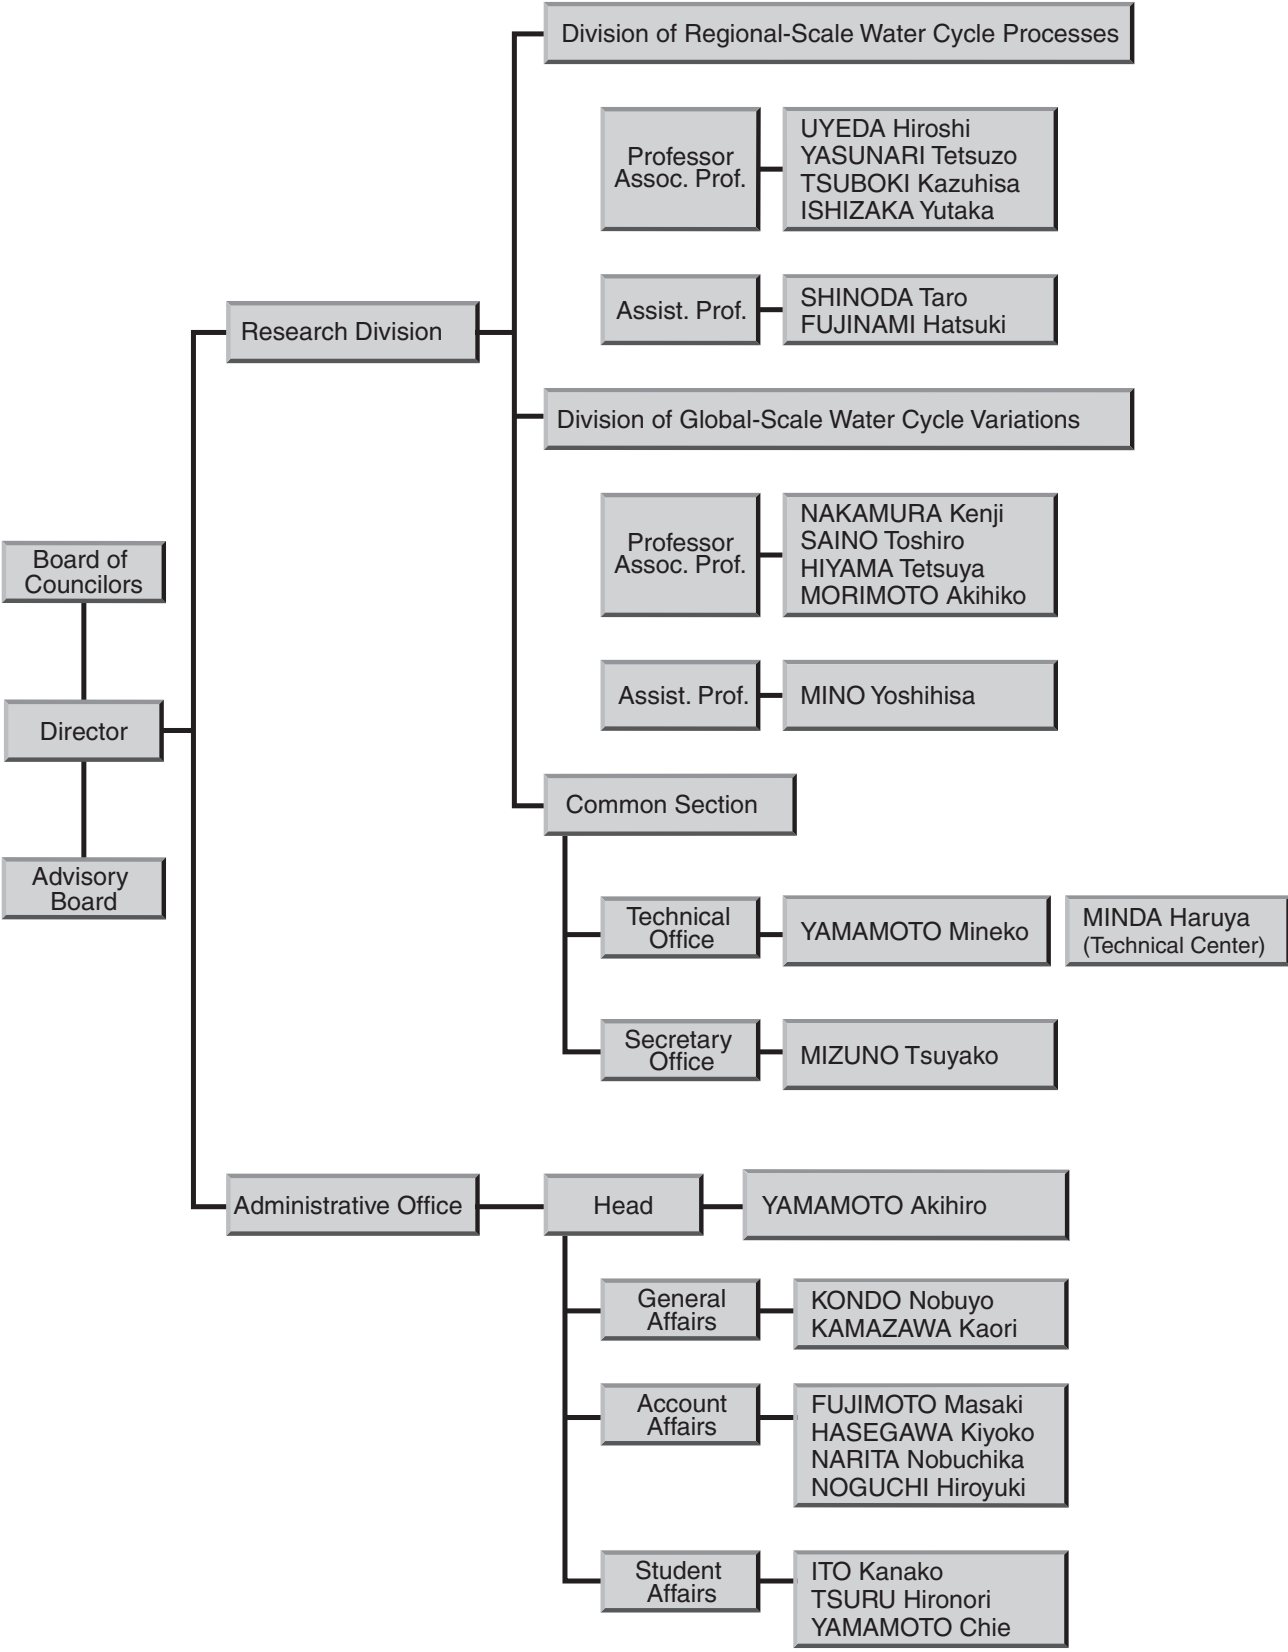 Division of Regional-Scale Water Cycle Processes
Professor
Assoc. Prof.
UYEDA Hiroshi
YASUNARI Tetsuzo
TSUBOKI Kazuhisa
ISHIZAKA Yutaka
Assist. Prof.
SHINODA Taro
FUJINAMI Hatsuki
Research Division
Division of Global-Scale Water Cycle Variations
Professor
Assoc. Prof.
NAKAMURA Kenji
SAINO Toshiro
HIYAMA Tetsuya
MORIMOTO Akihiko
Board of
Councilors
Assist. Prof.
MINO Yoshihisa
Director
Common Section
Advisory
Board
Technical
Office
YAMAMOTO Mineko
MINDA Haruya
(Technical Center)
Secretary
Office
MIZUNO Tsuyako
Administrative Office
Head
YAMAMOTO Akihiro
General
Affairs
KONDO Nobuyo
KAMAZAWA Kaori
Account
Affairs
FUJIMOTO Masaki
HASEGAWA Kiyoko
NARITA Nobuchika
NOGUCHI Hiroyuki
Student
Affairs
ITO Kanako
TSURU Hironori
YAMAMOTO Chie